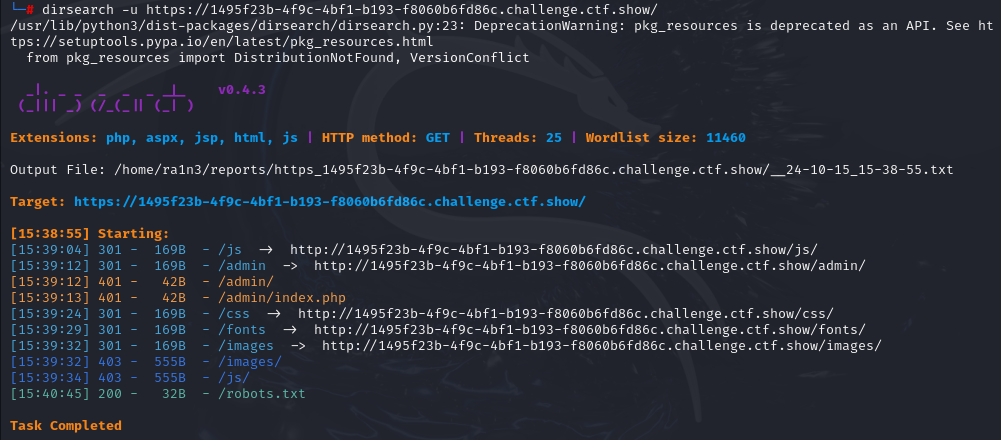 └─# dirsearch -u https://1495f23b-4f9c-4bf1-b193-f8060b6fd86c.challenge.ctf.show/
/usr/lib/python3/dist-packages/dirsearch/dirsearch.py:23: DeprecationWarning: pkg_resources is deprecated as an API. See ht
tps://setuptools.pypa.io/en/latest/pkg_resources.html
  from pkg_resources import DistributionNotFound, VersionConflict
  _|. _ _  _  _  _ _|_    v0.4.3
 (_||| _) (/_(_|| (_| )
Extensions: php, aspx, jsp, html, js | HTTP method: GET | Threads: 25 | Wordlist size: 11460
Output File: /home/ra1n3/reports/https_1495f23b-4f9c-4bf1-b193-f8060b6fd86c.challenge.ctf.show/__24-10-15_15-38-55.txt
Target: https://1495f23b-4f9c-4bf1-b193-f8060b6fd86c.challenge.ctf.show/
[15:38:55] Starting:
[15:39:04] 301 -  169B  - /js  ->  http://1495f23b-4f9c-4bf1-b193-f8060b6fd86c.challenge.ctf.show/js/
[15:39:12] 301 -  169B  - /admin  ->  http://1495f23b-4f9c-4bf1-b193-f8060b6fd86c.challenge.ctf.show/admin/
[15:39:12] 401 -   42B  - /admin/
[15:39:13] 401 -   42B  - /admin/index.php
[15:39:24] 301 -  169B  - /css  ->  http://1495f23b-4f9c-4bf1-b193-f8060b6fd86c.challenge.ctf.show/css/
[15:39:29] 301 -  169B  - /fonts  ->  http://1495f23b-4f9c-4bf1-b193-f8060b6fd86c.challenge.ctf.show/fonts/
[15:39:32] 301 -  169B  - /images  ->  http://1495f23b-4f9c-4bf1-b193-f8060b6fd86c.challenge.ctf.show/images/
[15:39:32] 403 -  555B  - /images/
[15:39:34] 403 -  555B  - /js/
[15:40:45] 200 -   32B  - /robots.txt
Task Completed